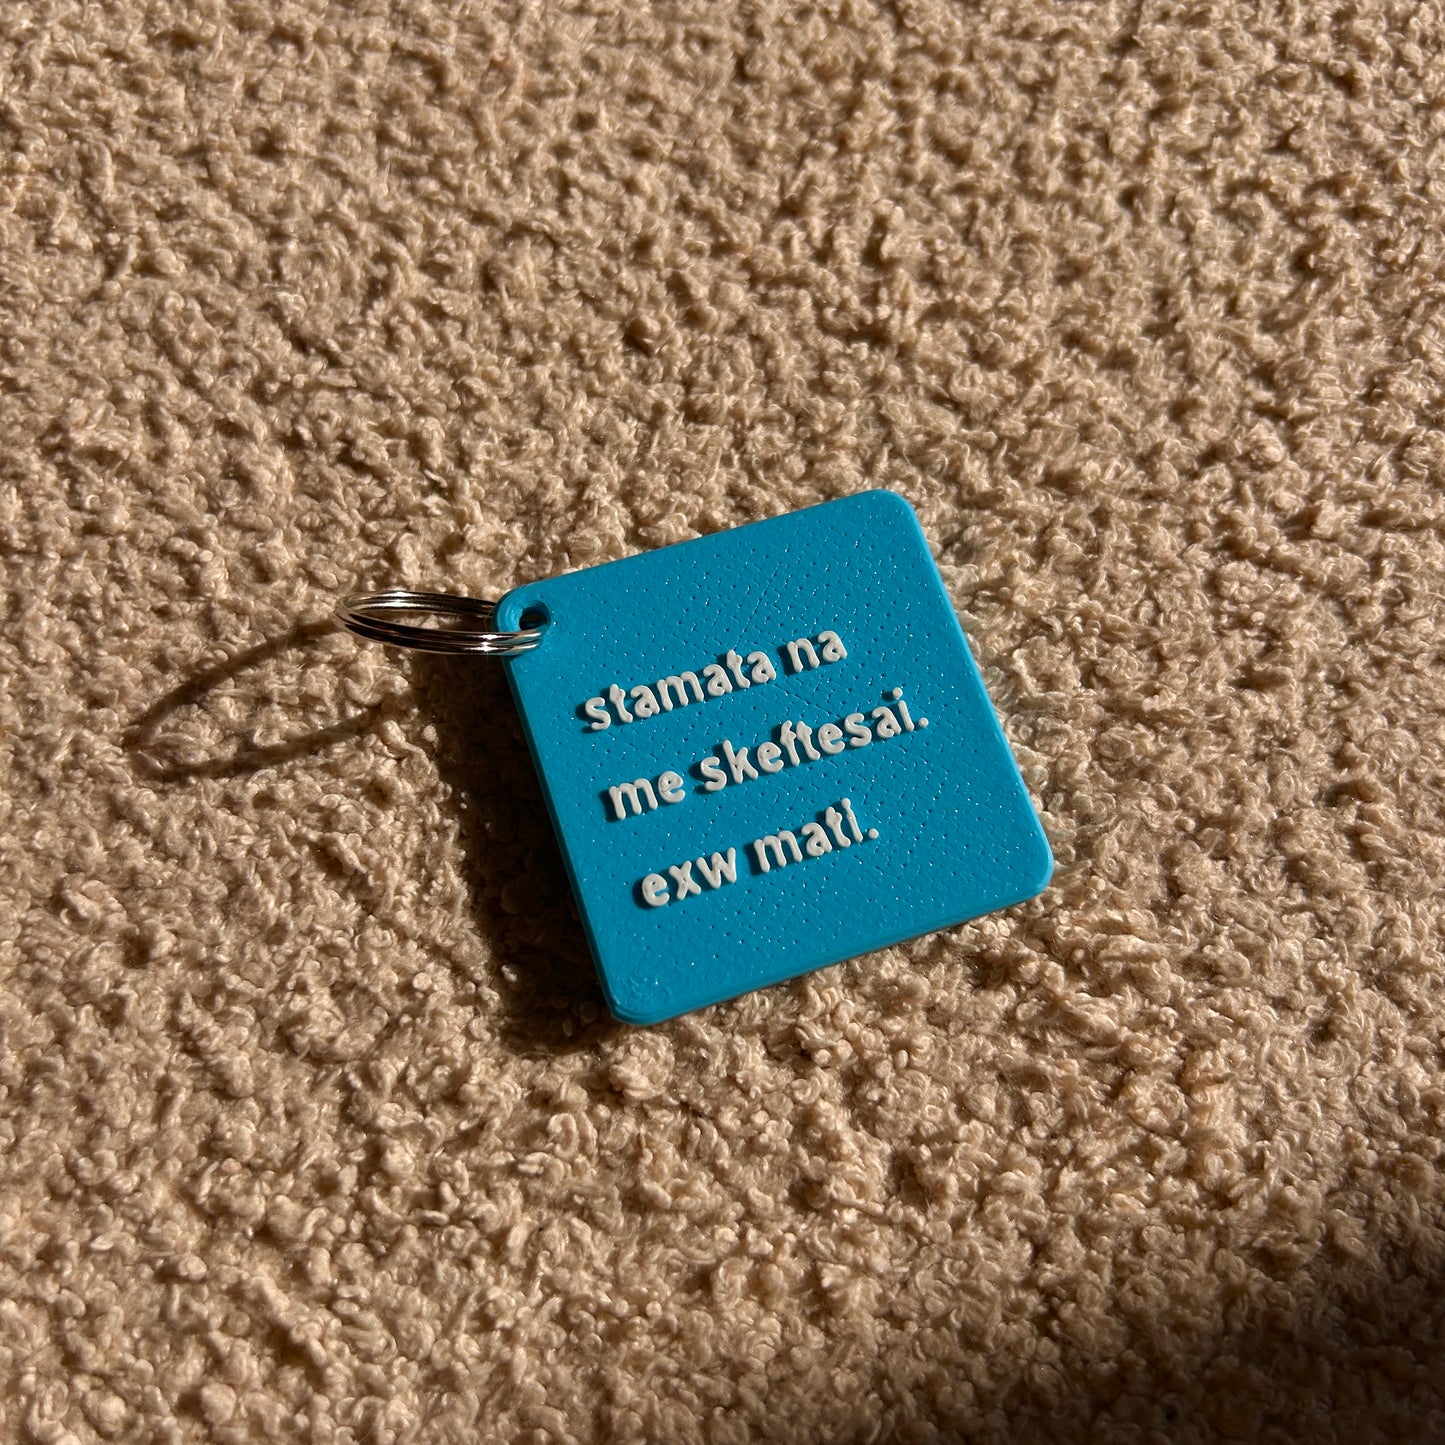 stamata na
me skeftesai.
exw mati.